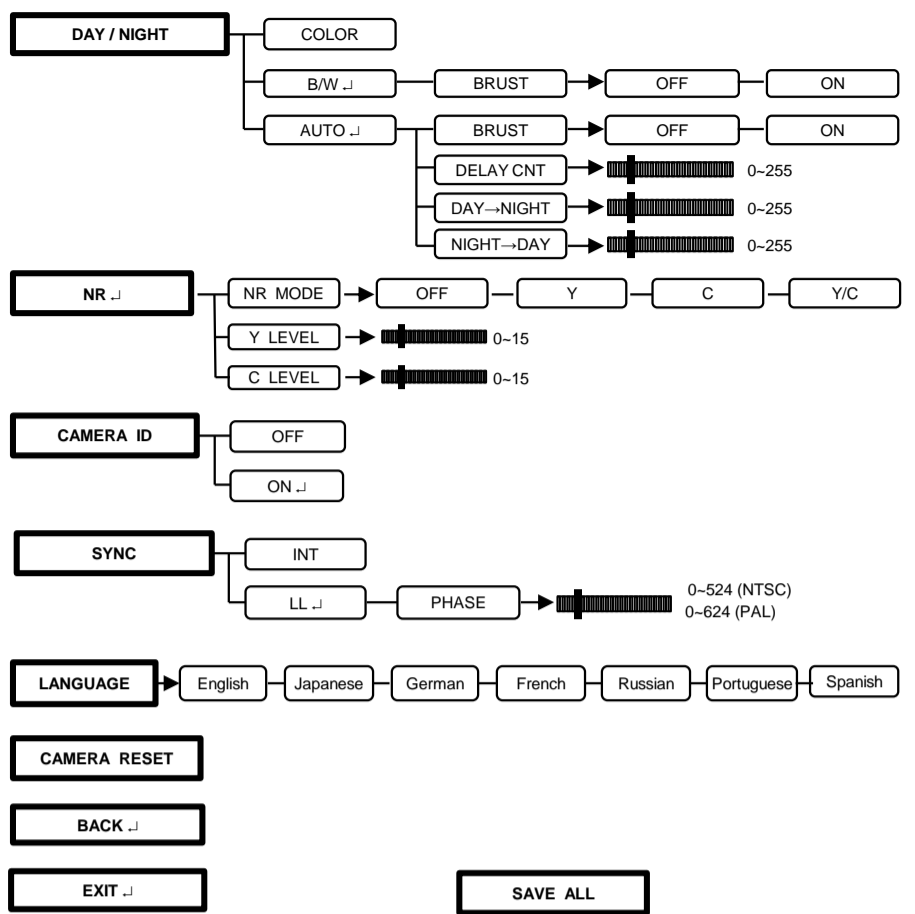 DAY / NIGHT COLOR
B/W ↵ BRUST OFF ON
AUTO ↵ BRUST OFF ON
DELAY CNT 0~255
DAY→NIGHT 0~255
NIGHT→DAY 0~255
NR ↵ NR MODE OFF Y C Y/C
Y LEVEL 0~15
C LEVEL 0~15
CAMERA ID OFF
ON ↵
SYNC INT
LL ↵ PHASE 0~524 (NTSC)
0~624 (PAL)
LANGUAGE English Japanese German French Russian Portuguese Spanish
CAMERA RESET
BACK ↵
EXIT ↵ SAVE ALL